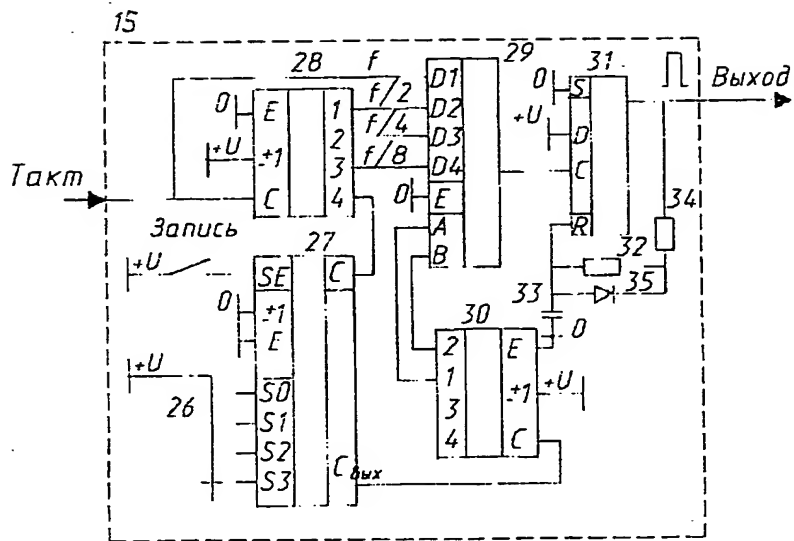 15
28
f
29
31
0
E
1
f/2
D1
0
S
Выход
+U
±1
2
f/4
D2
+U
D
Такт
C
3
f/8
D3
C
4
D4
0
E
34
Запись
A
R
27
B
32
+U
SE
C
33
35
0
±1
30
0
E
2
E
+U
1
±1
+U
26
S0
3
S1
4
C
S2
S3
Cвых